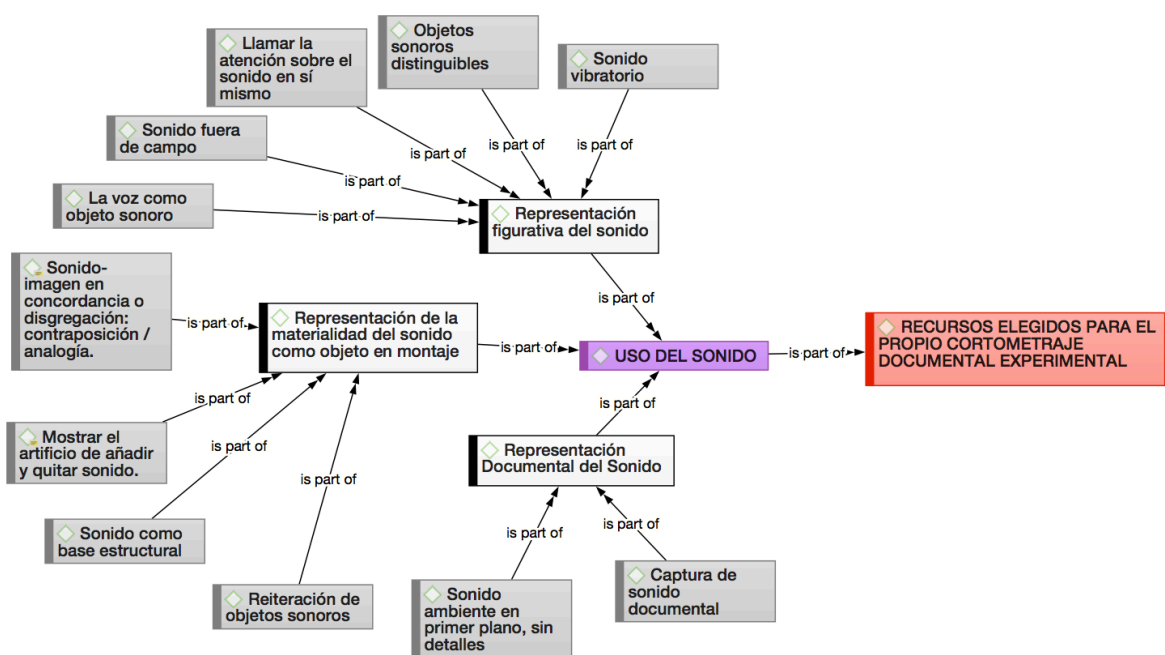 Llamar la
atención sobre el
sonido en sí
mismo
Objetos
sonoros
distinguibles
Sonido
vibratorio
Sonido fuera
de campo
is part of
is part of
is part of
is part of
La voz como
objeto sonoro
is part of
Representación
figurativa del sonido
Sonido-
imagen en
concordancia o
disgregación:
contraposición /
analogía.
is part of
Representación de la
materialidad del sonido
como objeto en montaje
is part of
is part of
USO DEL SONIDO
is part of
RECURSOS ELEGIDOS PARA EL
PROPIO CORTOMETRAJE
DOCUMENTAL EXPERIMENTAL
is part of
is part of
Mostrar el
artificio de añadir
y quitar sonido.
is part of
Representación
Documental del Sonido
is part of
Sonido como
base estructural
is part of
is part of
Reiteración de
objetos sonoros
Sonido
ambiente en
primer plano, sin
detalles
Captura de
sonido
documental